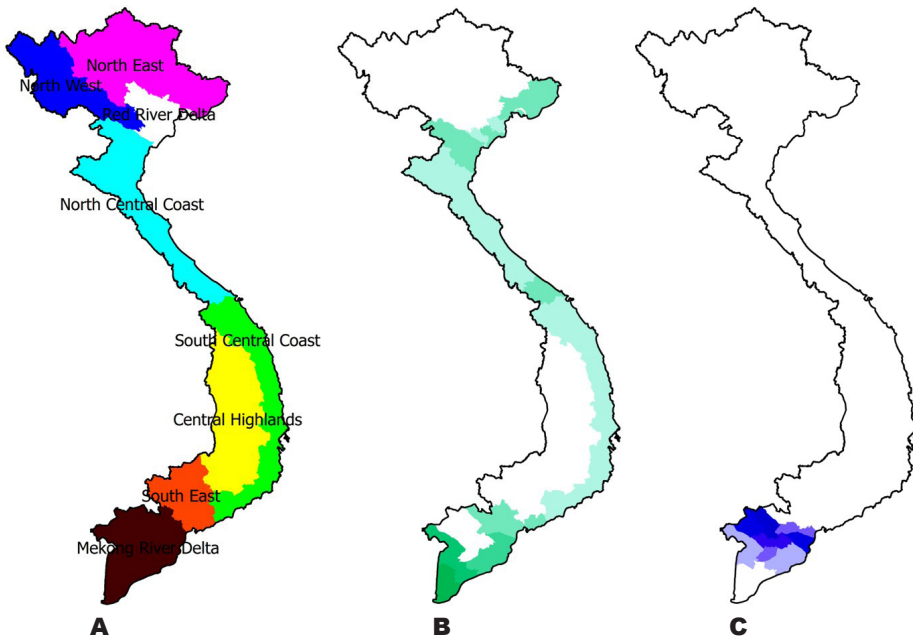 North East
North West
Red River Delta
North Central Coast
South Central Coast
Central Highlands
South East
Mekong River Delta
A
B
C